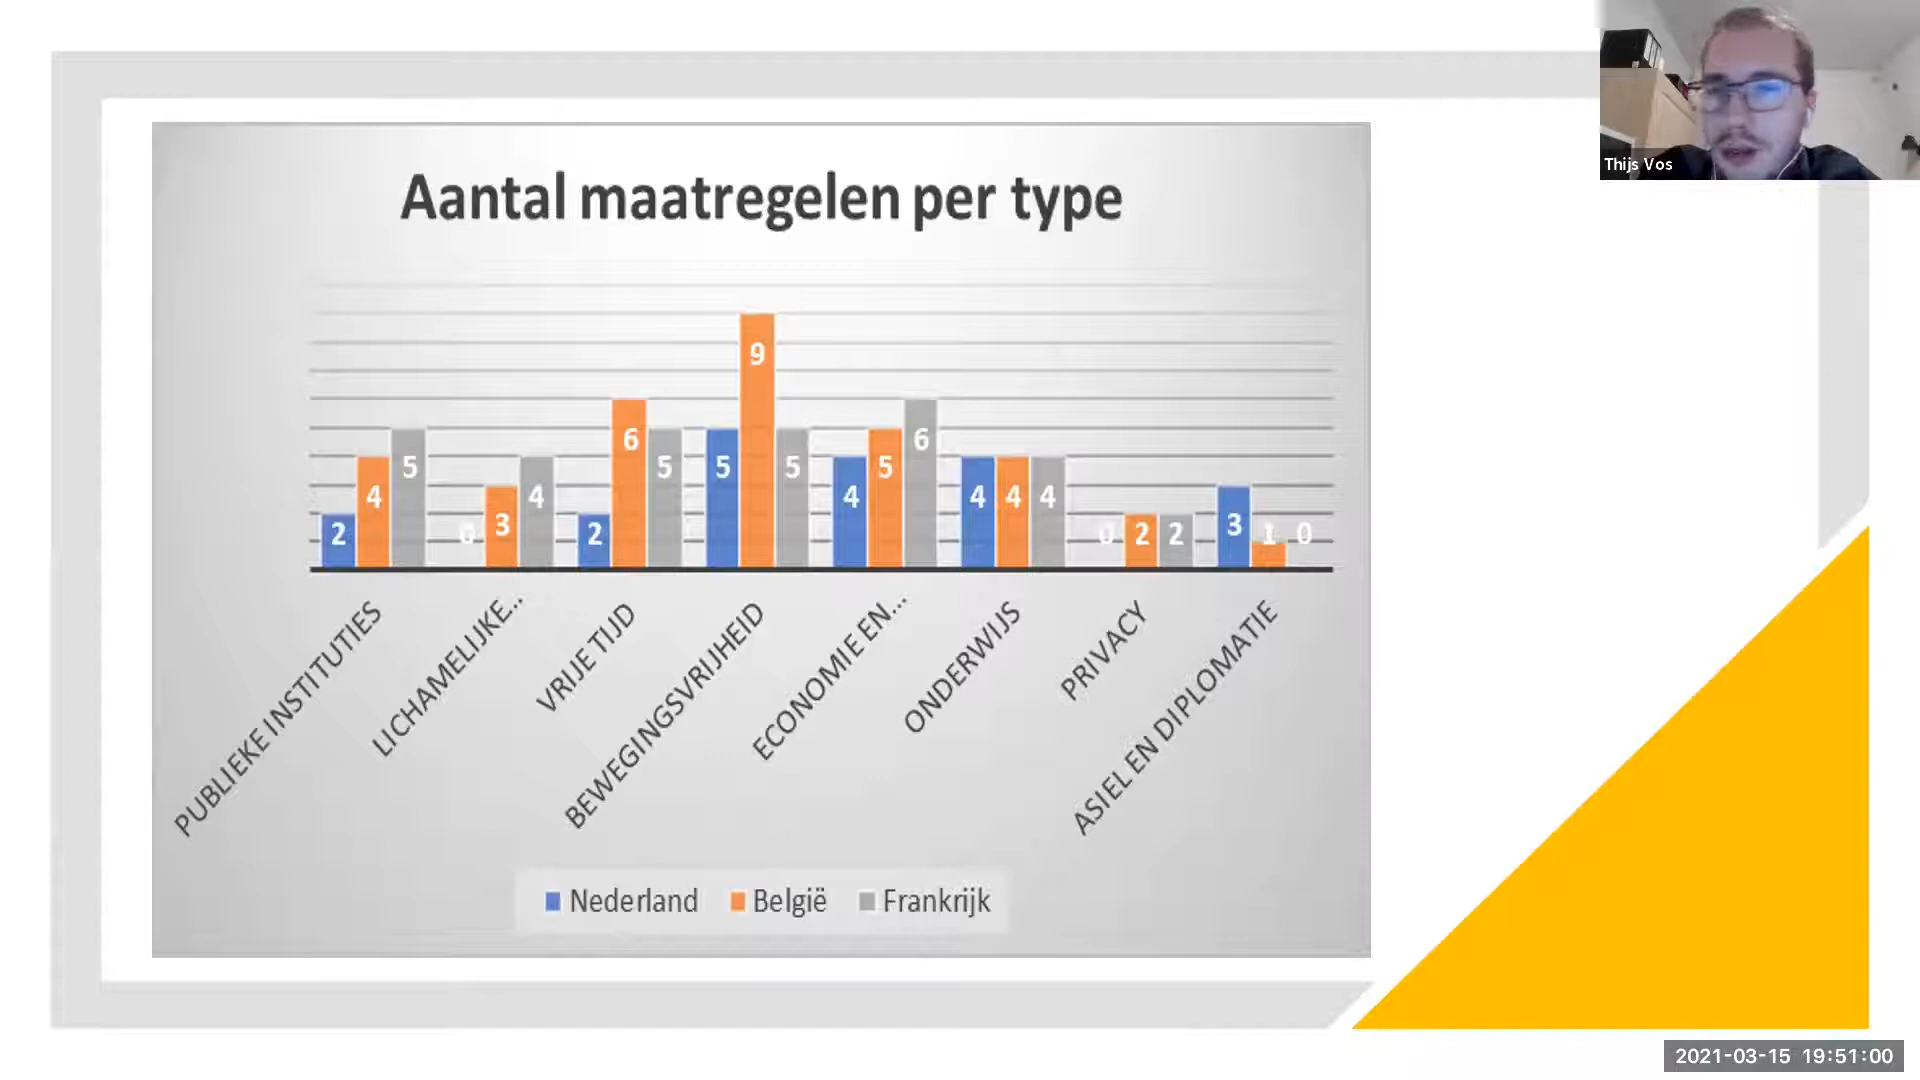 Thijs Vos
Aantal maatregelen per type
9
6
6
5
5
5
5
5
4
4
4
4
4
4
3
3
2
2
0
0
2
2
1
0
PUBLIEKE INSTITUTIES
LICHAMELIJKE...
VRIJE TIJD
BEWEGINGSVRIJHEID
ECONOMIE EN...
ONDERWIJS
PRIVACY
ASIEL EN DIPLOMATIE
Nederland België Frankrijk
2021-03-15 19:51:00